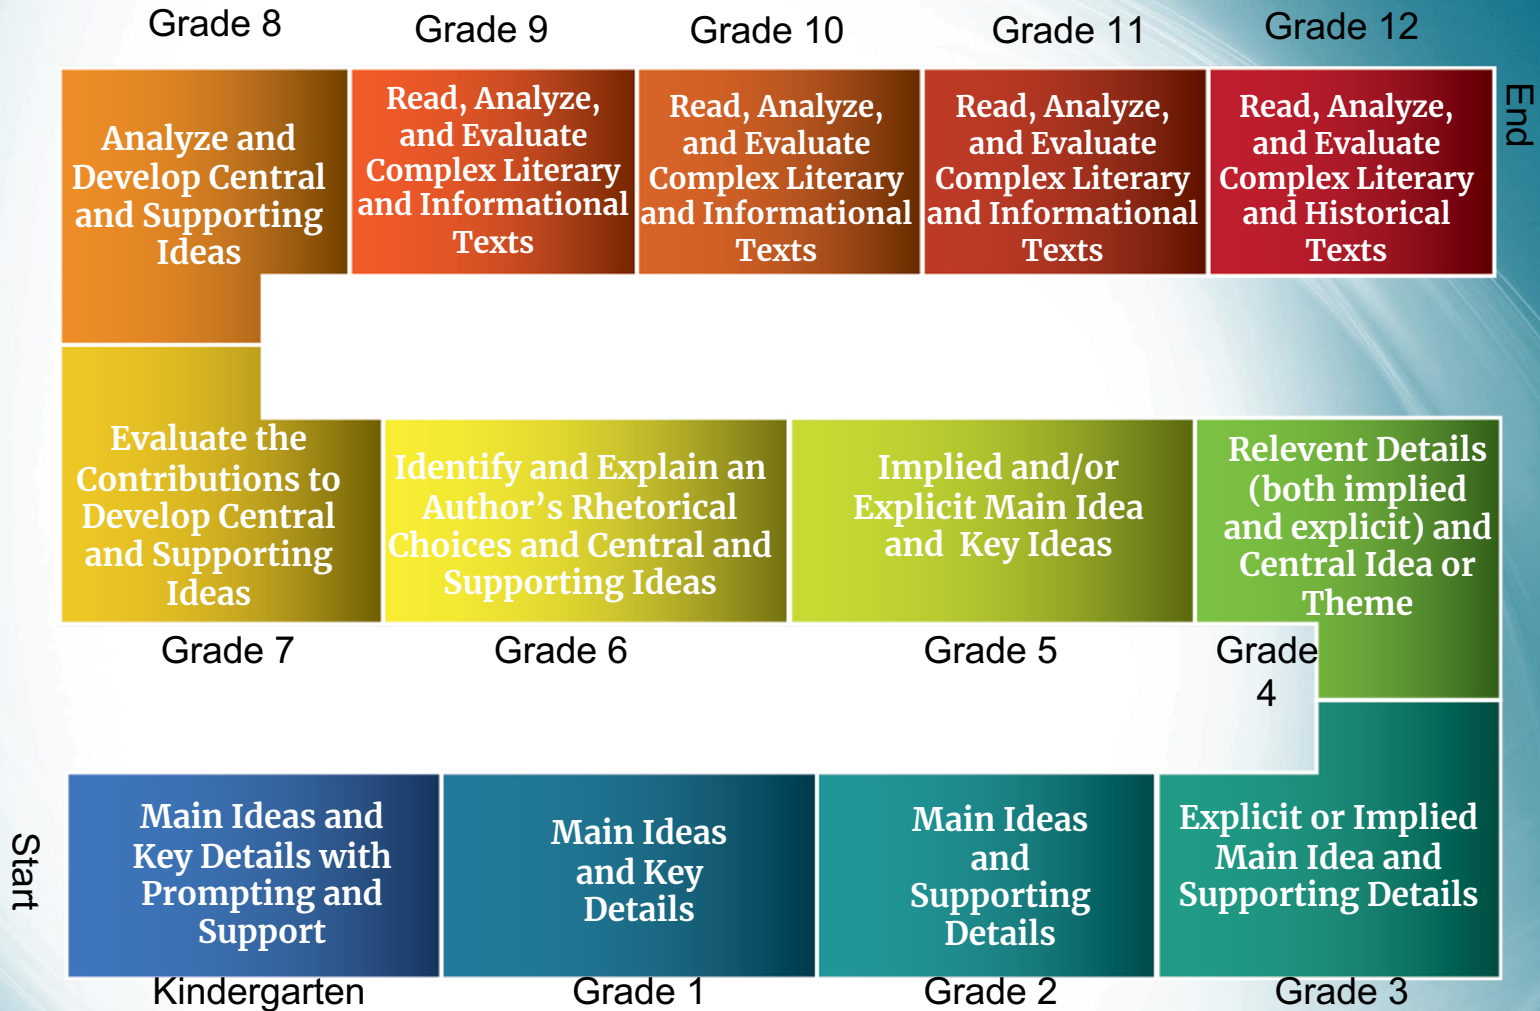 Grade 8
Grade 9
Grade 10
Grade 11
Grade 12
Analyze and
Develop Central
and Supporting
Ideas
Read, Analyze,
and Evaluate
Complex Literary
and Informational
Texts
Read, Analyze,
and Evaluate
Complex Literary
and Informational
Texts
Read, Analyze,
and Evaluate
Complex Literary
and Informational
Texts
Read, Analyze,
and Evaluate
Complex Literary
and Historical
Texts
End
Evaluate the
Contributions to
Develop Central
and Supporting
Ideas
Identify and Explain an
Author’s Rhetorical
Choices and Central and
Supporting Ideas
Implied and/or
Explicit Main Idea
and Key Ideas
Relevent Details
(both implied
and explicit) and
Central Idea or
Theme
Grade 7
Grade 6
Grade 5
Grade
4
Start
Main Ideas and
Key Details with
Prompting and
Support
Main Ideas
and Key
Details
Main Ideas
and
Supporting
Details
Explicit or Implied
Main Idea and
Supporting Details
Kindergarten
Grade 1
Grade 2
Grade 3